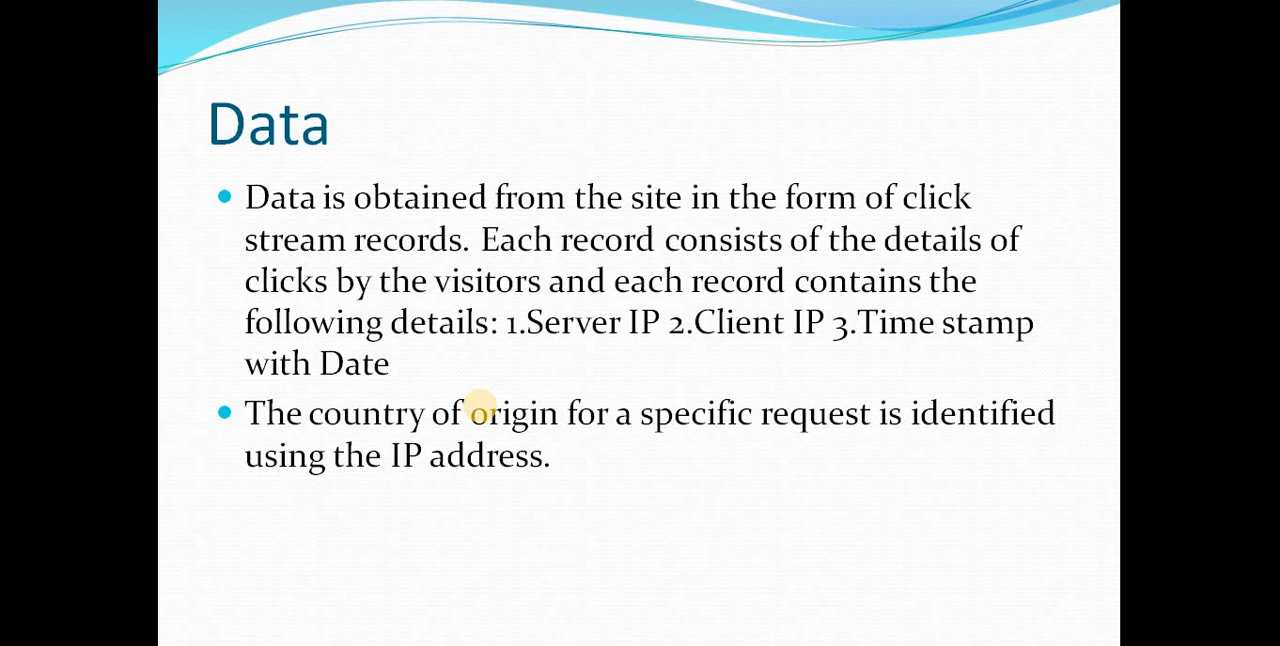 Data
Data is obtained from the site in the form of click
stream records. Each record consists of the details of
clicks by the visitors and each record contains the
following details: 1.Server IP 2.Client IP 3.Time stamp
with Date
The country of origin for a specific request is identified
using the IP address.